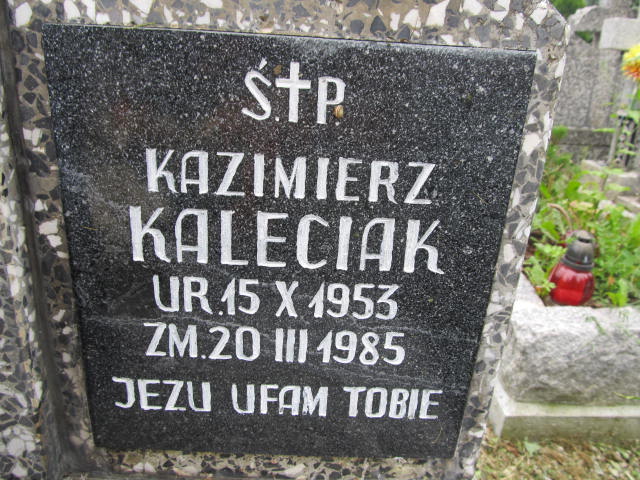 Ś.†P.
KAZIMIERZ
KALECIAK
UR.15 X 1953
ZM.20 III 1985
JEZU UFAM TOBIE